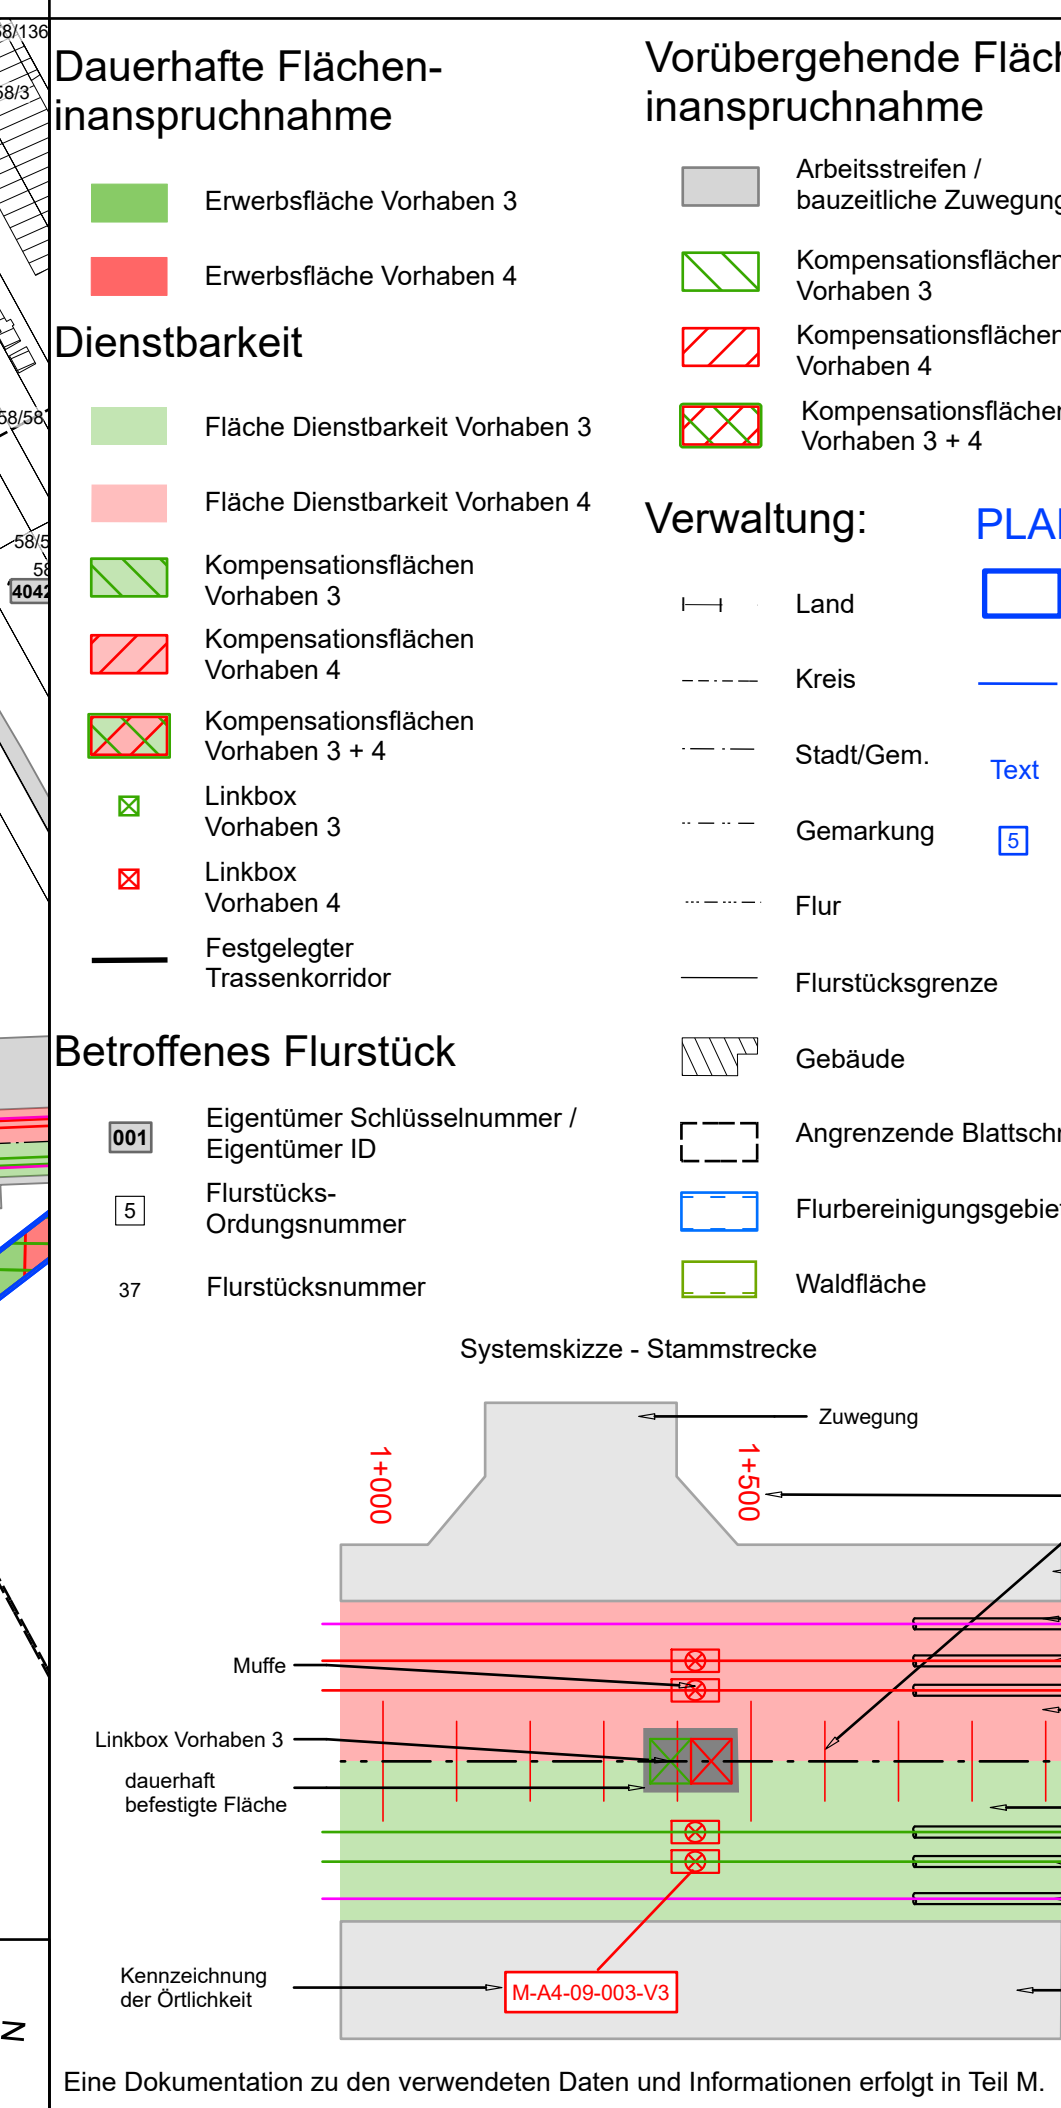 8/136
58/3
58/58
58/5
58
4042
N
Dauerhafte Flächen-
inanspruchnahme
Erwerbsfläche Vorhaben 3
Erwerbsfläche Vorhaben 4
Dienstbarkeit
Fläche Dienstbarkeit Vorhaben 3
Fläche Dienstbarkeit Vorhaben 4
Kompensationsflächen
Vorhaben 3
Kompensationsflächen
Vorhaben 4
Kompensationsflächen
Vorhaben 3 + 4
Linkbox
Vorhaben 3
Linkbox
Vorhaben 4
Festgelegter
Trassenkorridor
Betroffenes Flurstück
001
Eigentümer Schlüsselnummer /
Eigentümer ID
5
Flurstücks-
Ordungsnummer
37
Flurstücksnummer
Vorübergehende Fläch
inanspruchnahme
Arbeitsstreifen /
bauzeitliche Zuwegung
Kompensationsflächen
Vorhaben 3
Kompensationsflächen
Vorhaben 4
Kompensationsflächen
Vorhaben 3 + 4
Verwaltung:
Land
Kreis
Stadt/Gem.
Gemarkung
Flur
Flurstücksgrenze
Gebäude
Angrenzende Blattschn
Flurbereinigungsgebiet
Waldfläche
PLAN
Text
5
Systemskizze - Stammstrecke
Zuwegung
1+000
1+500
Muffe
Linkbox Vorhaben 3
dauerhaft
befestigte Fläche
Kennzeichnung
der Örtlichkeit
M-A4-09-003-V3
Eine Dokumentation zu den verwendeten Daten und Informationen erfolgt in Teil M.